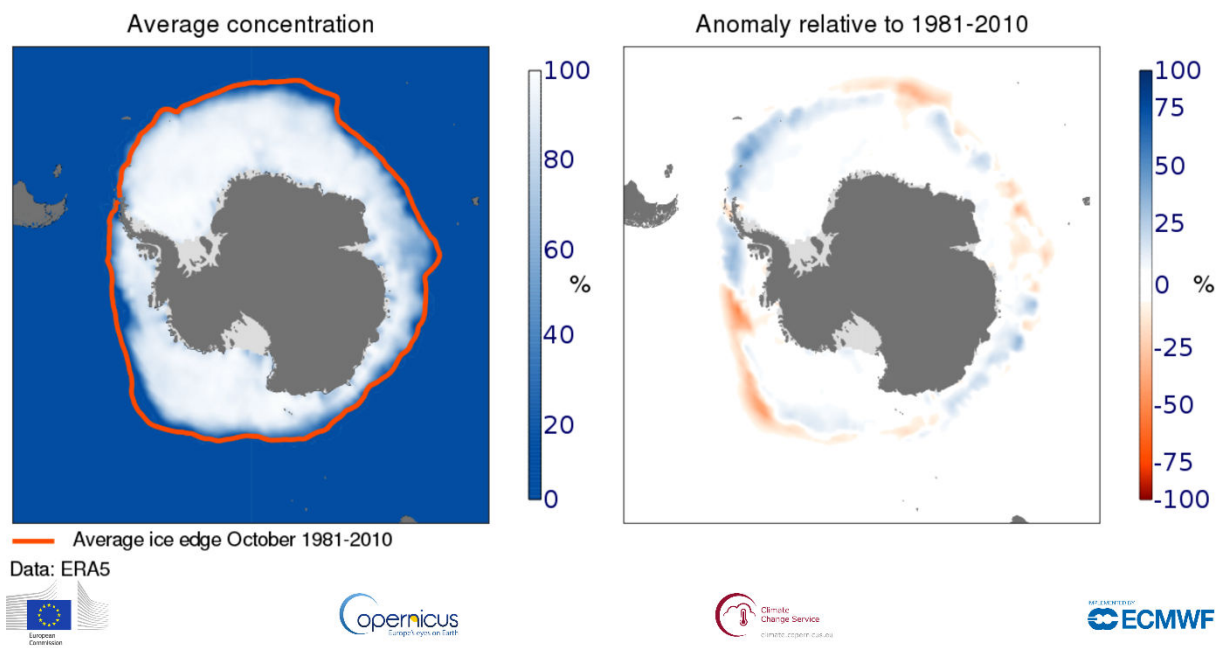 Average concentration
Anomaly relative to 1981-2010
100
80
60
%
40
20
0
100
75
50
25
0
%
-25
-50
-75
-100
Average ice edge October 1981-2010
Data: ERA5
European
Commission
opernicus
Europe's eyes on Earth
Climate
Change Service
climate.copernicus.eu
IMPLEMENTED BY
ECMWF